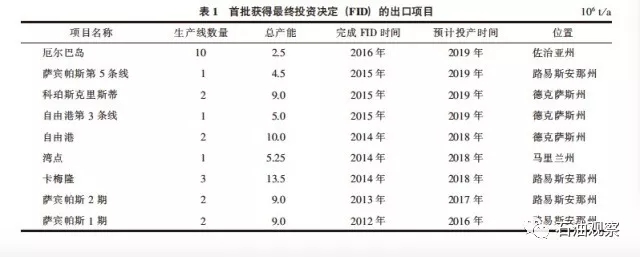 表 1 首批获得最终投资决定 (FID) 的出口项目 10⁶ t/a
项目名称 生产线数量 总产能 完成 FID 时间 预计投产时间 位置
厄尔巴岛 10 2.5 2016 年 2019 年 佐治亚州
萨宾帕斯第 5 条线 1 4.5 2015 年 2019 年 路易斯安那州
科珀斯克里斯蒂 2 9.0 2015 年 2019 年 德克萨斯州
自由港第 3 条线 1 5.0 2015 年 2019 年 德克萨斯州
自由港 2 10.0 2014 年 2018 年 德克萨斯州
湾点 1 5.25 2014 年 2018 年 马里兰州
卡梅隆 3 13.5 2014 年 2018 年 路易斯安那州
萨宾帕斯 2 期 2 9.0 2013 年 2017 年 路易斯安那州
萨宾帕斯 1 期 2 9.0 2012 年 2016 年 路易斯安那州
石油观察